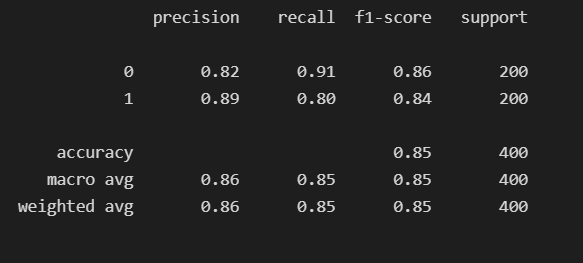 precision recall f1-score support
0 0.82 0.91 0.86 200
1 0.89 0.80 0.84 200
accuracy 0.85 400
macro avg 0.86 0.85 0.85 400
weighted avg 0.86 0.85 0.85 400